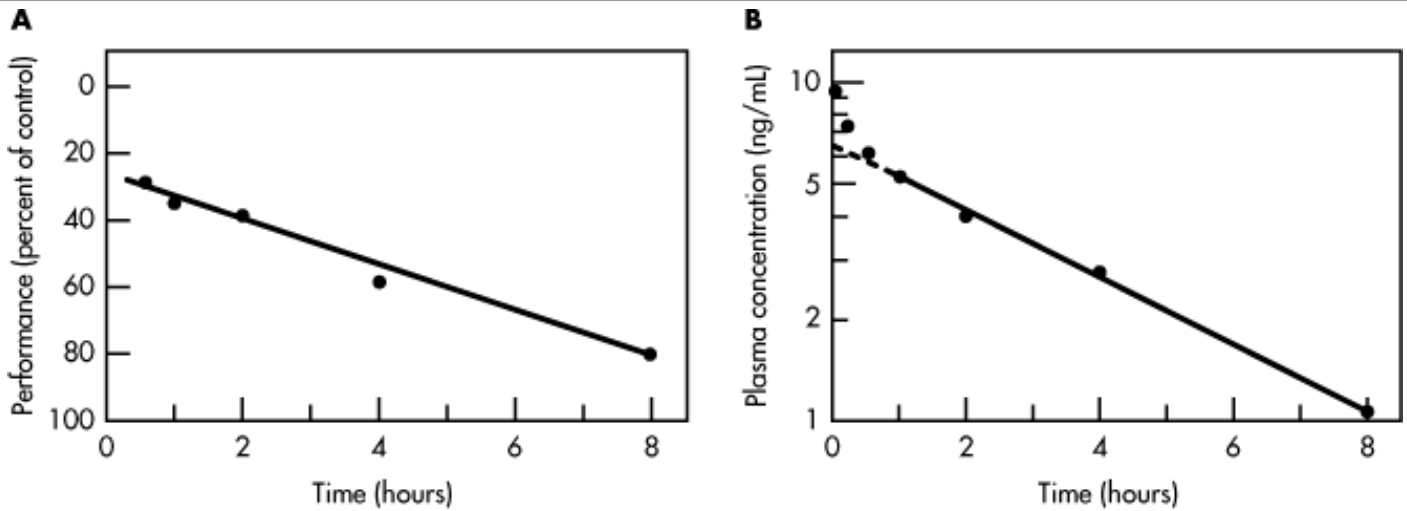 A
Performance (percent of control)
0
20
40
60
80
100
0 2 4 6 8
Time (hours)
B
Plasma concentration (ng/mL)
10
5
2
1
0 2 4 6 8
Time (hours)